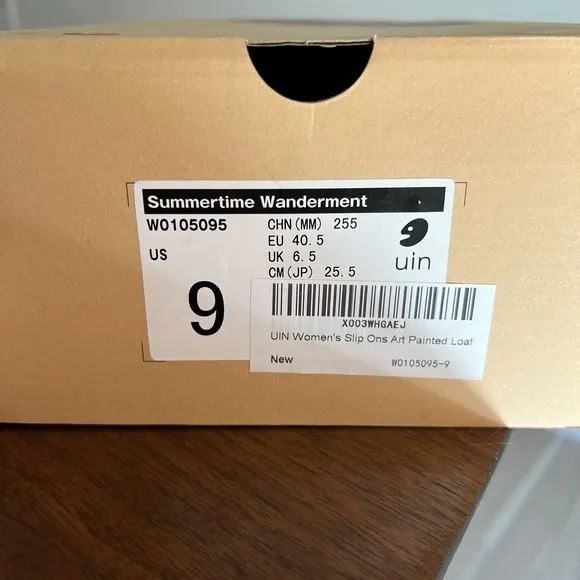 Summertime Wanderment
W0105095
US
9
CHN(MM) 255
EU 40.5
UK 6.5
CM(JP) 25.5
uin
X003WHGAEJ
UIN Women's Slip Ons Art Painted Loaf
New
W0105095-9